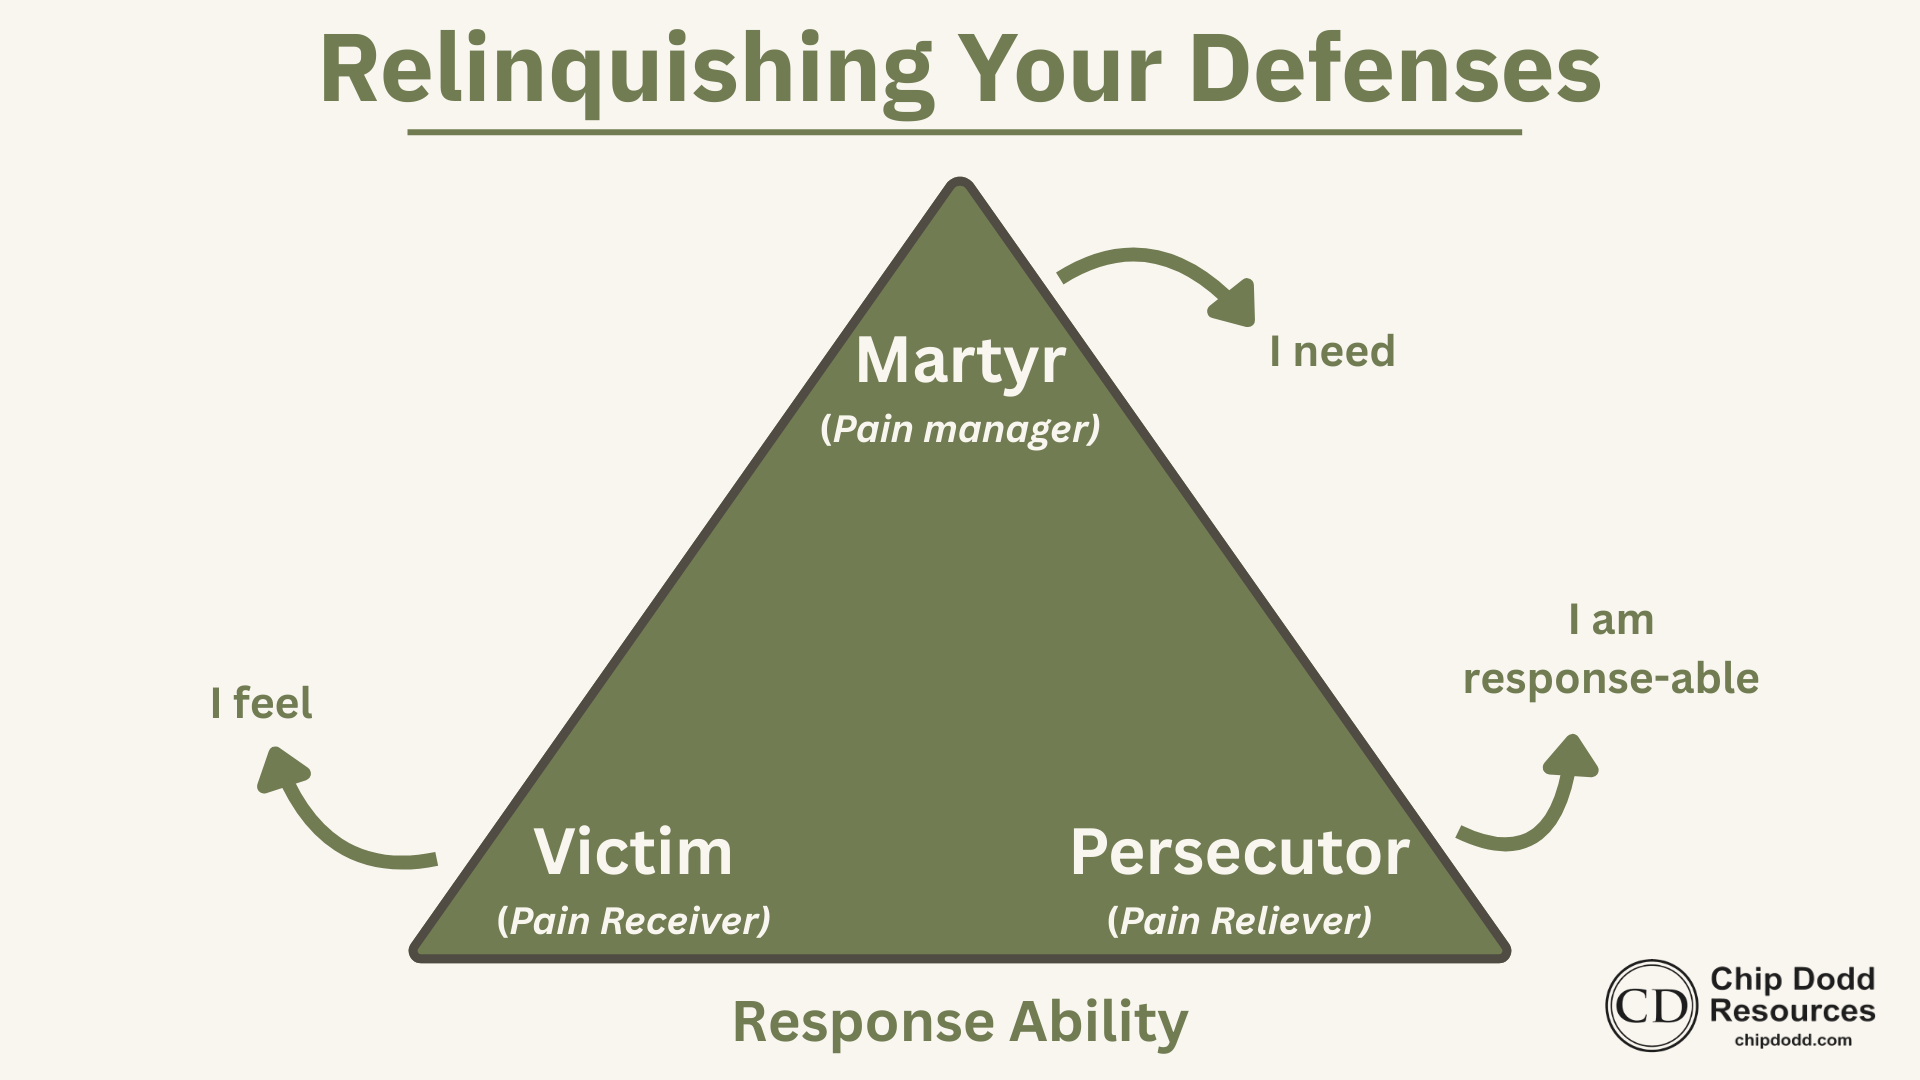 Relinquishing Your Defenses
Martyr
(Pain manager)
I need
I am
response-able
I feel
Victim
(Pain Receiver)
Persecutor
(Pain Reliever)
Response Ability
CD
Chip Dodd
Resources
chipdodd.com